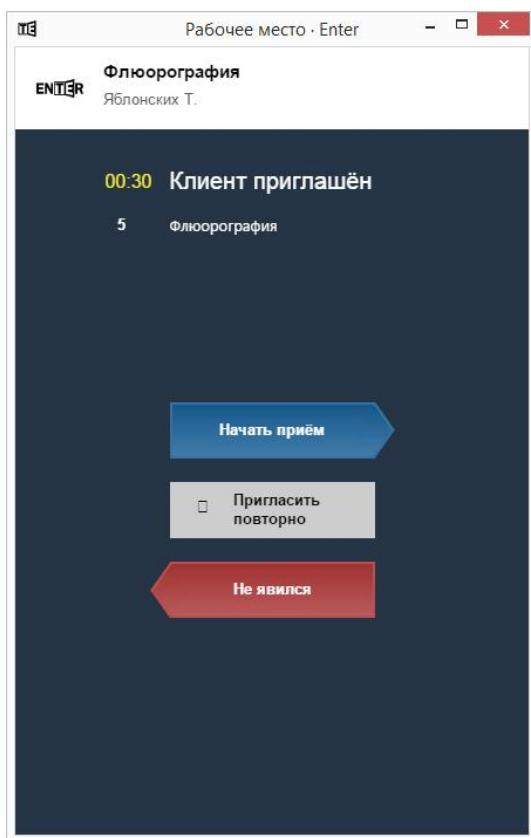 Рабочее место · Enter
ENTER
Флюорография
Яблонских Т.
00:30 Клиент приглашён
5 Флюорография
Начать приём
Пригласить
повторно
Не явился